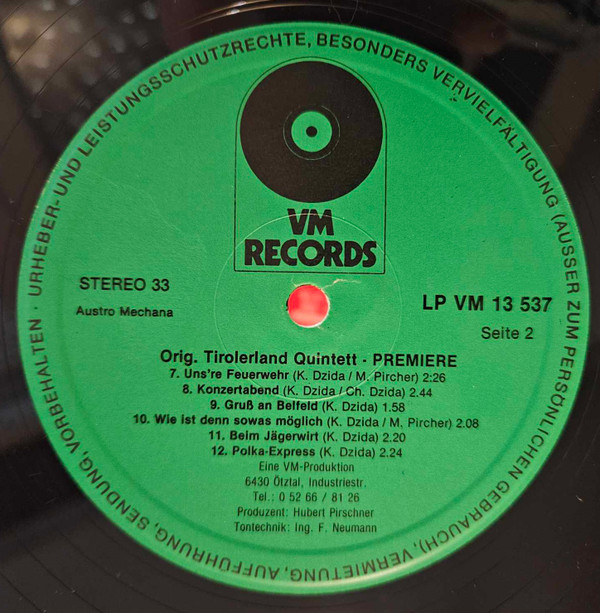 URHEBER- UND LEISTUNGSSCHUTZRECHTE, BESONDERS VERVIELFÄLTIGUNG (AUSSER ZUM PERSÖNLICHEN GEBRAUCH), VERMIETUNG, AUFFÜHRUNG, SENDUNG, VORBEHALTEN ·
VM
RECORDS
STEREO 33
Austro Mechana
LP VM 13 537
Seite 2
Orig. Tirolerland Quintett - PREMIERE
7. Uns're Feuerwehr (K. Dzida / M. Pircher) 2:26
8. Konzertabend (K. Dzida / Ch. Dzida) 2.44
9. Gruß an Belfeld (K. Dzida) 1.58
10. Wie ist denn sowas möglich (K. Dzida / M. Pircher) 2.08
11. Beim Jägerwirt (K. Dzida) 2.20
12. Polka-Express (K. Dzida) 2.24
Eine VM-Produktion
6430 Ötztal, Industriestr.
Tel.: 0 52 66 / 81 26
Produzent: Hubert Pirschner
Tontechnik: Ing. F. Neumann